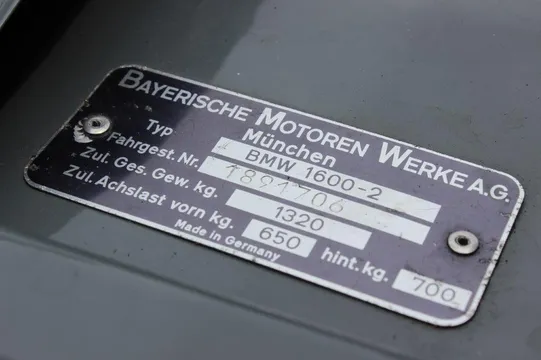 BAYERISCHE MOTOREN WERKE A.G.
München
Typ BMW 1600-2
Fahrgest. Nr. 1891706
Zul. Ges. Gew. kg. 1320
Zul. Achslast vorn kg. 650 hint. kg. 700
Made in Germany